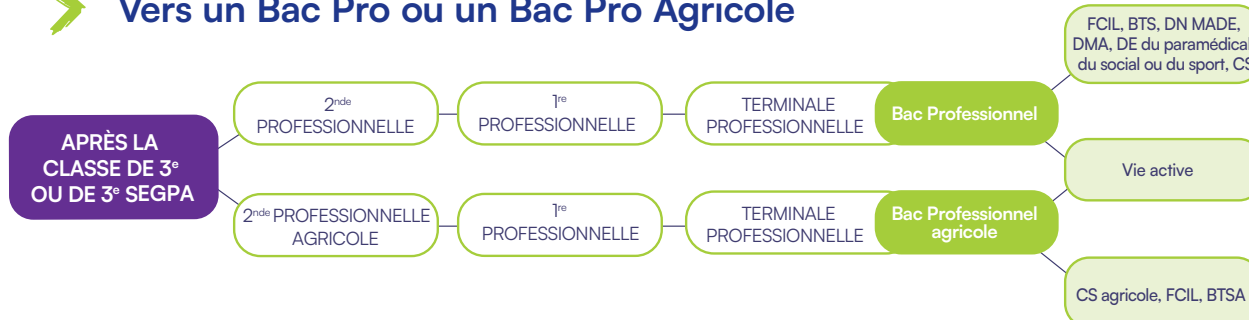 Vers un Bac Pro ou un Bac Pro Agricole
FCIL, BTS, DN MADE,
DMA, DE du paramédical
du social ou du sport, CS
2nde
PROFESSIONNELLE
1re
PROFESSIONNELLE
TERMINALE
PROFESSIONNELLE
Bac Professionnel
APRÈS LA
CLASSE DE 3e
OU DE 3e SEGPA
Vie active
2nde PROFESSIONNELLE
AGRICOLE
1re
PROFESSIONNELLE
TERMINALE
PROFESSIONNELLE
Bac Professionnel
agricole
CS agricole, FCIL, BTSA